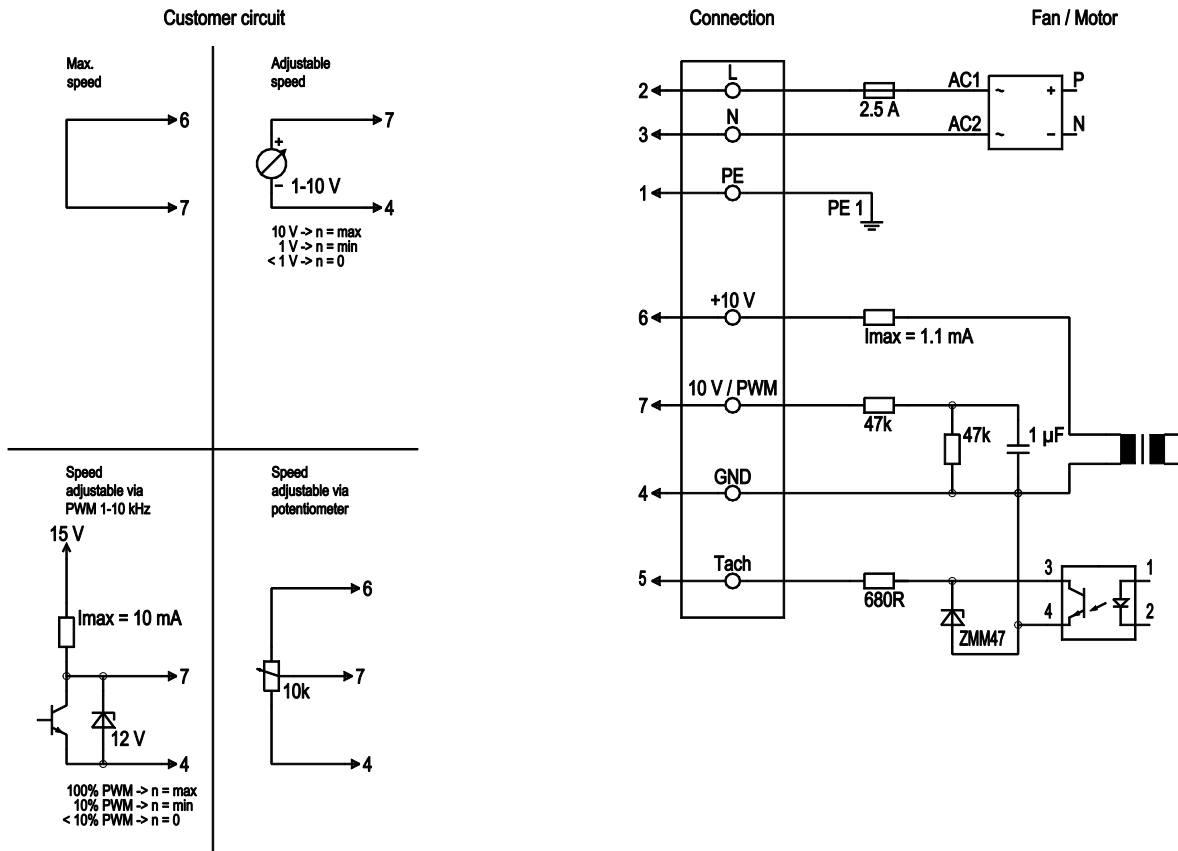 Customer circuit
Connection
Fan / Motor
Max.
speed
6
7
Adjustable
speed
7
+
–
1-10 V
4
10 V -> n = max
1 V -> n = min
< 1 V -> n = 0
Speed
adjustable via
PWM 1-10 kHz
15 V
Imax = 10 mA
7
12 V
4
100% PWM -> n = max
10% PWM -> n = min
< 10% PWM -> n = 0
Speed
adjustable via
potentiometer
6
7
10k
4
2
L
2.5 A
AC1
~
+
P
3
N
AC2
~
–
N
1
PE
PE 1
6
+10 V
Imax = 1.1 mA
7
10 V / PWM
47k
47k
1 µF
4
GND
5
Tach
680R
ZMM47
3
4
1
2